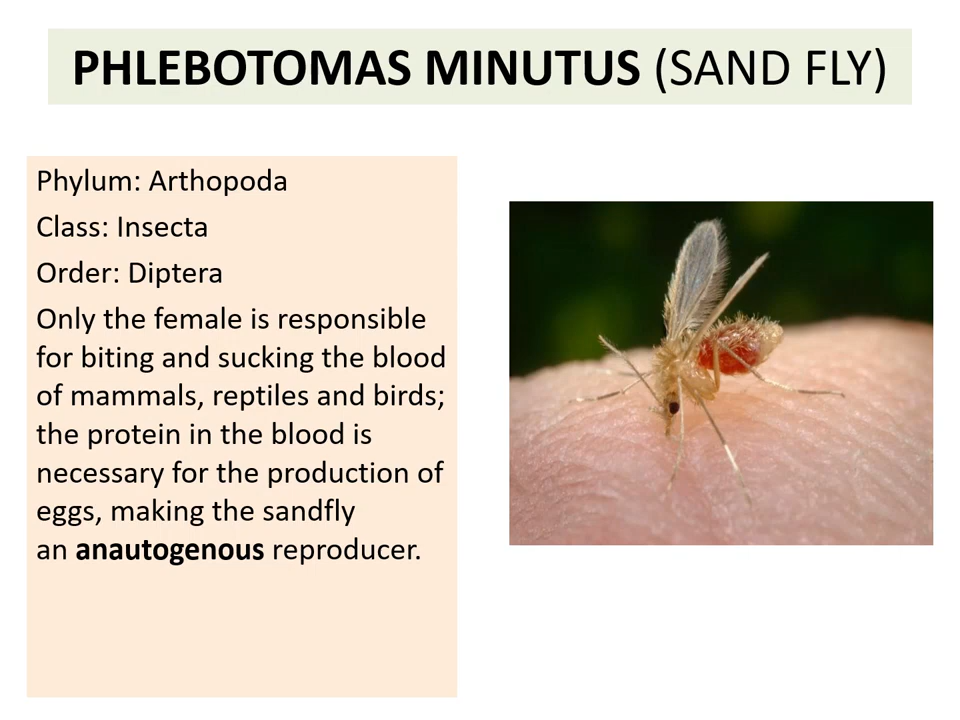 PHLEBOTOMAS MINUTUS (SAND FLY)
Phylum: Arthopoda
Class: Insecta
Order: Diptera
Only the female is responsible
for biting and sucking the blood
of mammals, reptiles and birds;
the protein in the blood is
necessary for the production of
eggs, making the sandfly
an anautogenous reproducer.